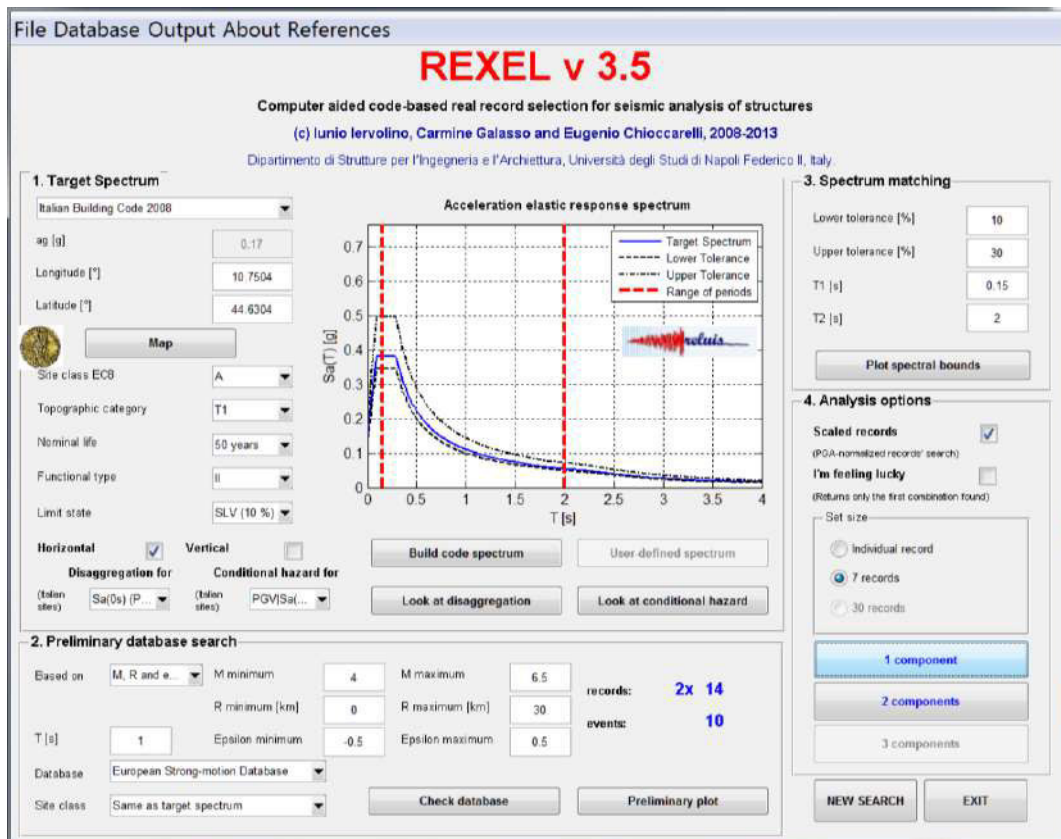 File Database Output About References
REXEL v 3.5
Computer aided code-based real record selection for seismic analysis of structures
(c) Iunio Iervolino, Carmine Galasso and Eugenio Chioccarelli, 2008-2013
Dipartimento di Strutture per l'Ingegneria e l'Archiettura, Università degli Studi di Napoli Federico II, Italy.
1. Target Spectrum
Italian Building Code 2008
ag [g] 0.17
Longitude [°] 10.7504
Latitude [°] 44.6304
Map
Site class EC8 A
Topographic category T1
Nominal life 50 years
Functional type II
Limit state SLV (10 %)
Horizontal Vertical
Disaggregation for Conditional hazard for
(Italian sites) Sa(0s) (P... (Italian sites) PGV|Sa(...
Acceleration elastic response spectrum
Target Spectrum
Lower Tolerance
Upper Tolerance
Range of periods
reluis
Sa(T) [g]
0.7
0.6
0.5
0.4
0.3
0.2
0.1
0
0 0.5 1 1.5 2 2.5 3 3.5 4
T [s]
Build code spectrum User defined spectrum
Look at disaggregation Look at conditional hazard
2. Preliminary database search
Based on M, R and e... M minimum 4 M maximum 6.5
R minimum [km] 0 R maximum [km] 30
T [s] 1 Epsilon minimum -0.5 Epsilon maximum 0.5
records: 2x 14
events: 10
Database European Strong-motion Database
Site class Same as target spectrum
Check database Preliminary plot
3. Spectrum matching
Lower tolerance [%] 10
Upper tolerance [%] 30
T1 [s] 0.15
T2 [s] 2
Plot spectral bounds
4. Analysis options
Scaled records
(PGA-normalized records' search)
I'm feeling lucky
(Returns only the first combination found)
Set size
Individual record
7 records
30 records
1 component
2 components
3 components
NEW SEARCH EXIT